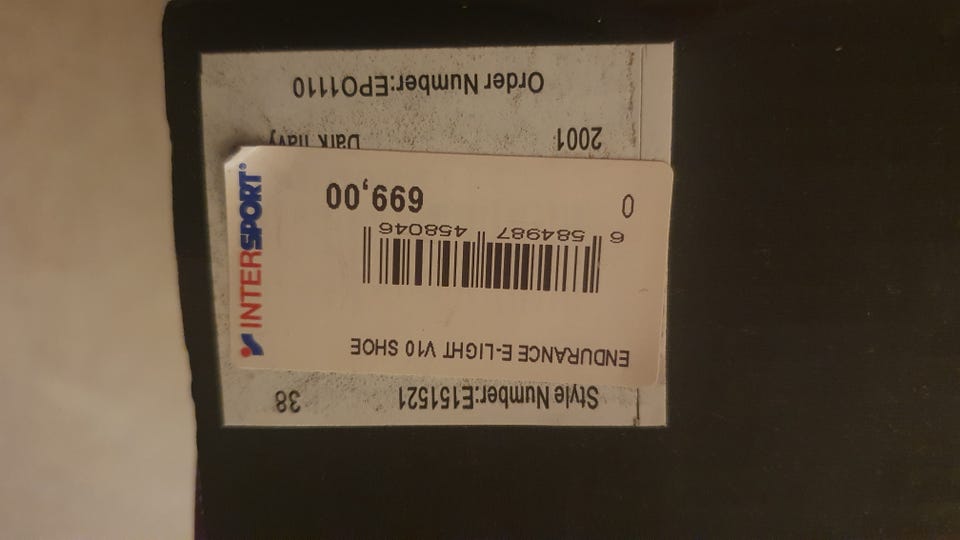 Style Number:E151521 38
ENDURANCE E-LIGHT V10 SHOE
6 584987 458046
0 699,00
INTERSPORT®
2001 Dark navy
Order Number:EPO1110